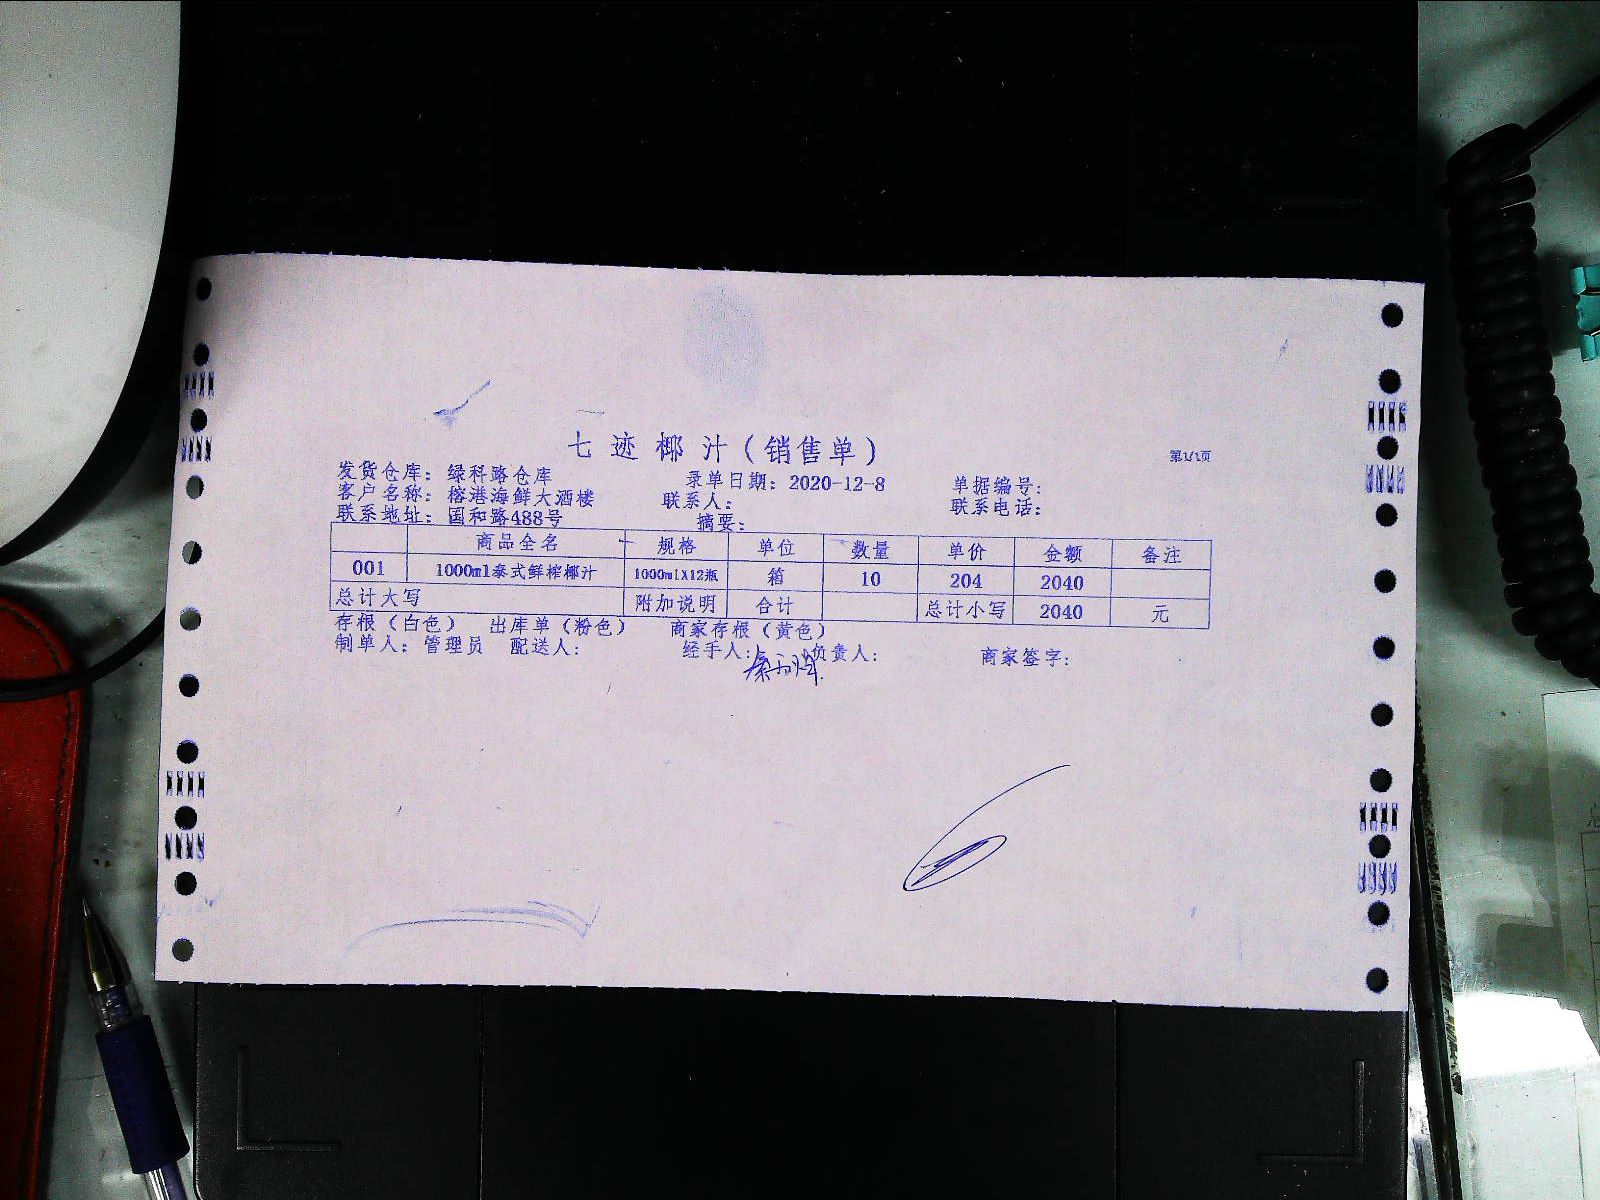 七迹椰汁(销售单)
第1/1页
发货仓库：绿科路仓库 录单日期：2020-12-8 单据编号：
客户名称：榕港海鲜大酒楼 联系人： 联系电话：
联系地址：国和路488号 摘要：
商品全名 规格 单位 数量 单价 金额 备注
001 1000ml泰式鲜榨椰汁 1000mlX12瓶 箱 10 204 2040
总计大写 附加说明 合计 总计小写 2040 元
存根（白色） 出库单（粉色） 商家存根（黄色）
制单人：管理员 配送人： 经手人： 负责人： 商家签字：